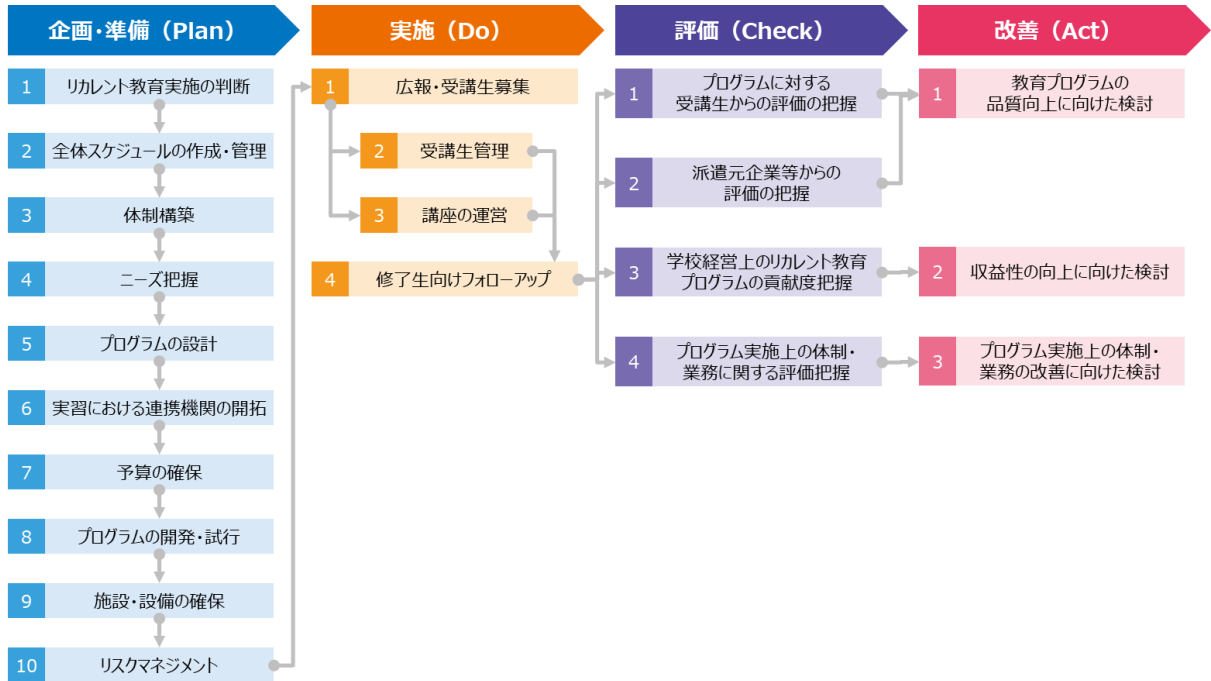 企画・準備（Plan）
1 リカレント教育実施の判断
2 全体スケジュールの作成・管理
3 体制構築
4 ニーズ把握
5 プログラムの設計
6 実習における連携機関の開拓
7 予算の確保
8 プログラムの開発・試行
9 施設・設備の確保
10 リスクマネジメント
実施（Do）
1 広報・受講生募集
2 受講生管理
3 講座の運営
4 修了生向けフォローアップ
評価（Check）
1 プログラムに対する
受講生からの評価の把握
2 派遣元企業等からの
評価の把握
3 学校経営上のリカレント教育
プログラムの貢献度把握
4 プログラム実施上の体制・
業務に関する評価把握
改善（Act）
1 教育プログラムの
品質向上に向けた検討
2 収益性の向上に向けた検討
3 プログラム実施上の体制・
業務の改善に向けた検討